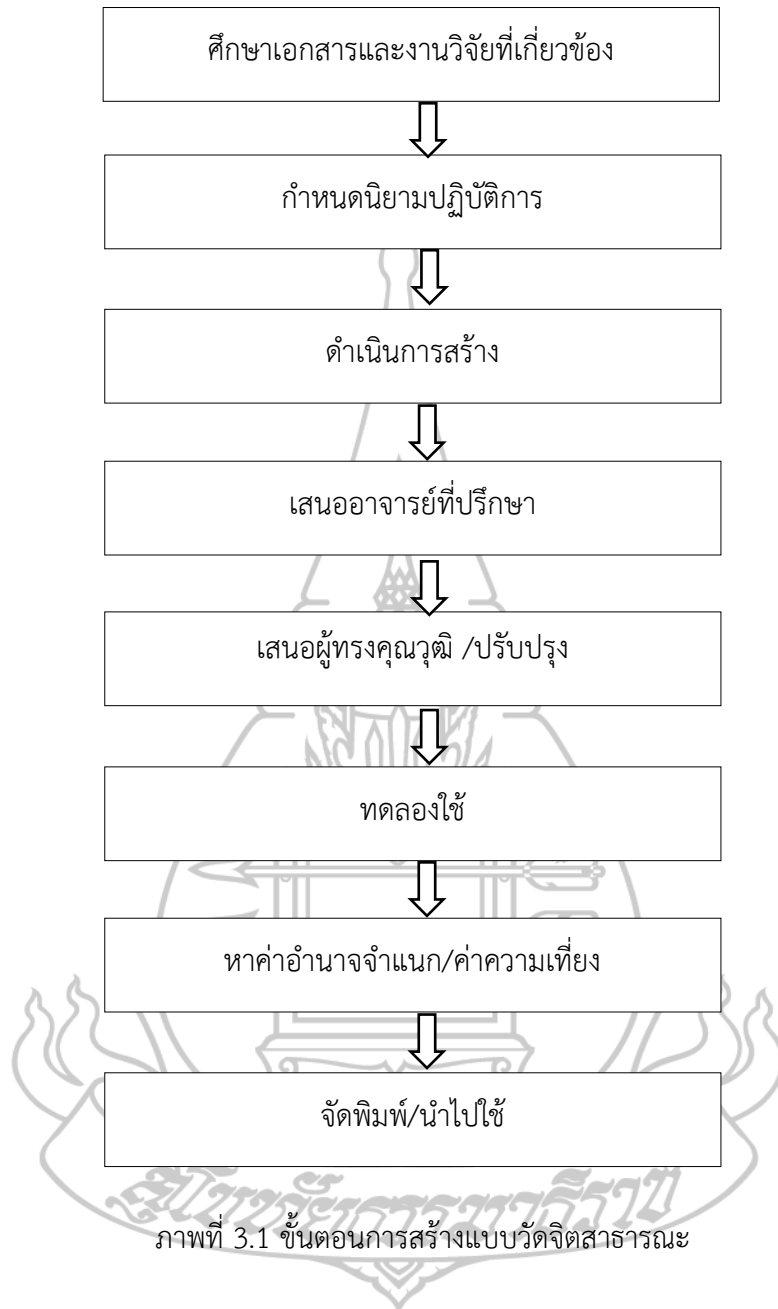 ศึกษาเอกสารและงานวิจัยที่เกี่ยวข้อง
กำหนดนิยามปฏิบัติการ
ดำเนินการสร้าง
เสนออาจารย์ที่ปรึกษา
เสนอผู้ทรงคุณวุฒิ /ปรับปรุง
ทดลองใช้
หาค่าอำนาจจำแนก/ค่าความเที่ยง
จัดพิมพ์/นำไปใช้
ภาพที่ 3.1 ขั้นตอนการสร้างแบบวัดจิตสาธารณะ